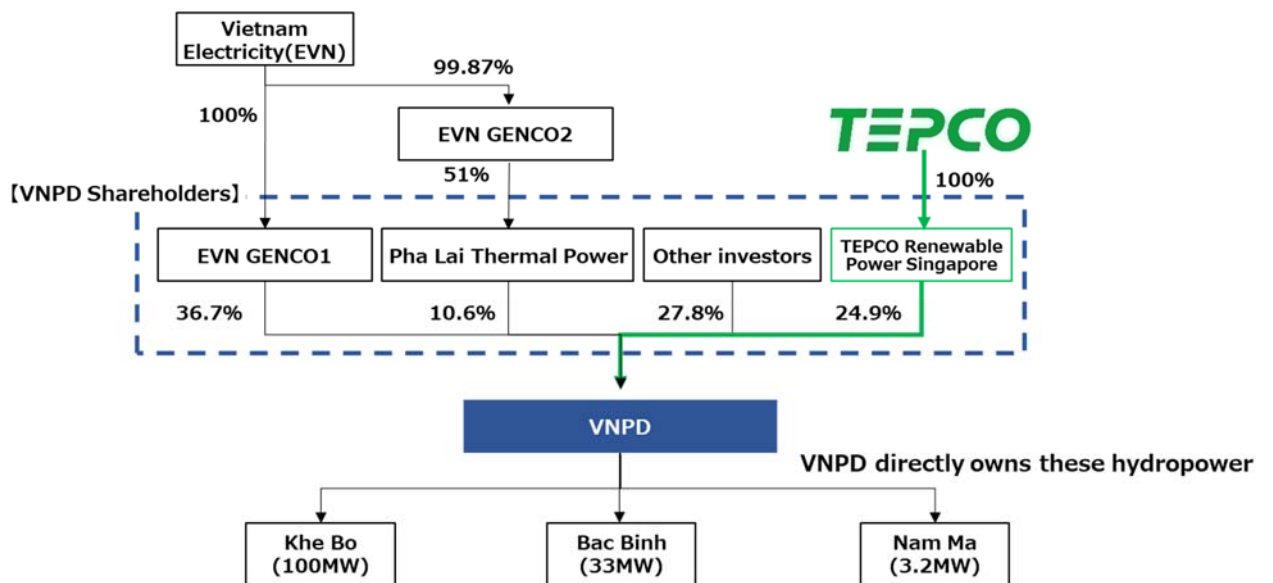 Vietnam
Electricity(EVN)
99.87%
100%
EVN GENCO2
TEPCO
51%
100%
【VNPD Shareholders】
EVN GENCO1
Pha Lai Thermal Power
Other investors
TEPCO Renewable
Power Singapore
36.7%
10.6%
27.8%
24.9%
VNPD
VNPD directly owns these hydropower
Khe Bo
(100MW)
Bac Binh
(33MW)
Nam Ma
(3.2MW)